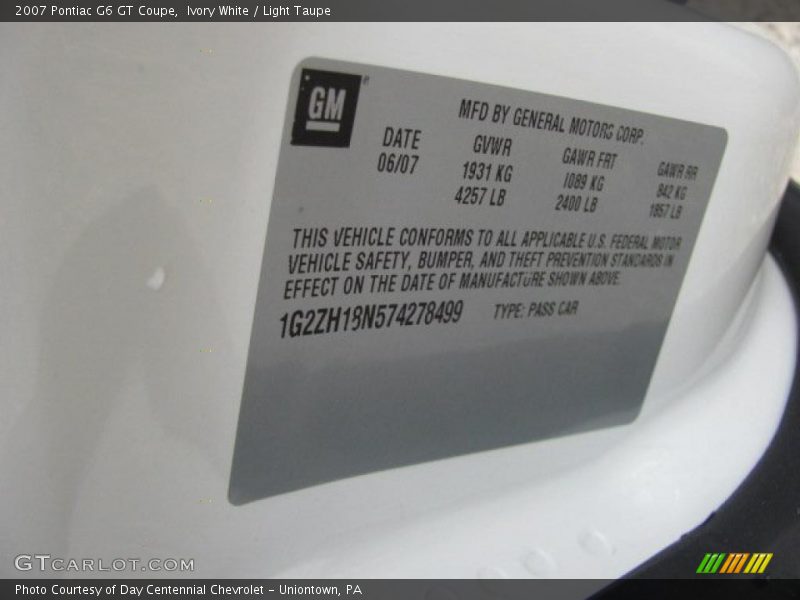 2007 Pontiac G6 GT Coupe,  Ivory White / Light Taupe
GM ®
MFD BY GENERAL MOTORS CORP.
DATE GVWR GAWR FRT GAWR RR
06/07 1931 KG 1089 KG 842 KG
4257 LB 2400 LB 1857 LB
THIS VEHICLE CONFORMS TO ALL APPLICABLE U.S. FEDERAL MOTOR
VEHICLE SAFETY, BUMPER, AND THEFT PREVENTION STANDARDS IN
EFFECT ON THE DATE OF MANUFACTURE SHOWN ABOVE.
1G2ZH18N574278499 TYPE: PASS CAR
GTCARLOT.COM
Photo Courtesy of Day Centennial Chevrolet - Uniontown, PA